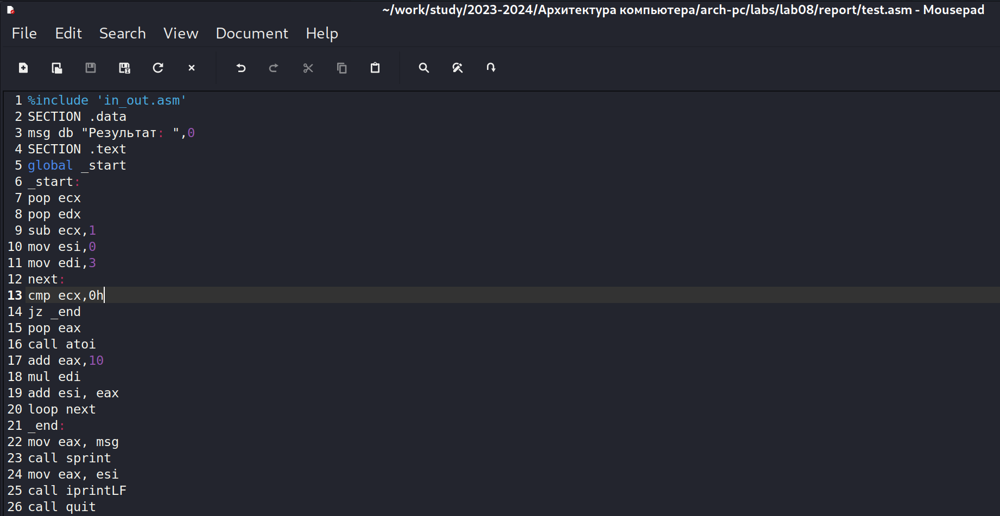 ~/work/study/2023-2024/Архитектура компьютера/arch-pc/labs/lab08/report/test.asm - Mousepad
File Edit Search View Document Help
1 %include 'in_out.asm'
2 SECTION .data
3 msg db "Результат: ",0
4 SECTION .text
5 global _start
6 _start:
7 pop ecx
8 pop edx
9 sub ecx,1
10 mov esi,0
11 mov edi,3
12 next:
13 cmp ecx,0h
14 jz _end
15 pop eax
16 call atoi
17 add eax,10
18 mul edi
19 add esi, eax
20 loop next
21 _end:
22 mov eax, msg
23 call sprint
24 mov eax, esi
25 call iprintLF
26 call quit